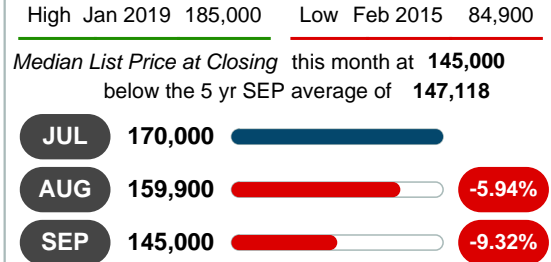 High Jan 2019 185,000 Low Feb 2015 84,900
Median List Price at Closing this month at 145,000
below the 5 yr SEP average of 147,118
JUL 170,000
AUG 159,900 -5.94%
SEP 145,000 -9.32%